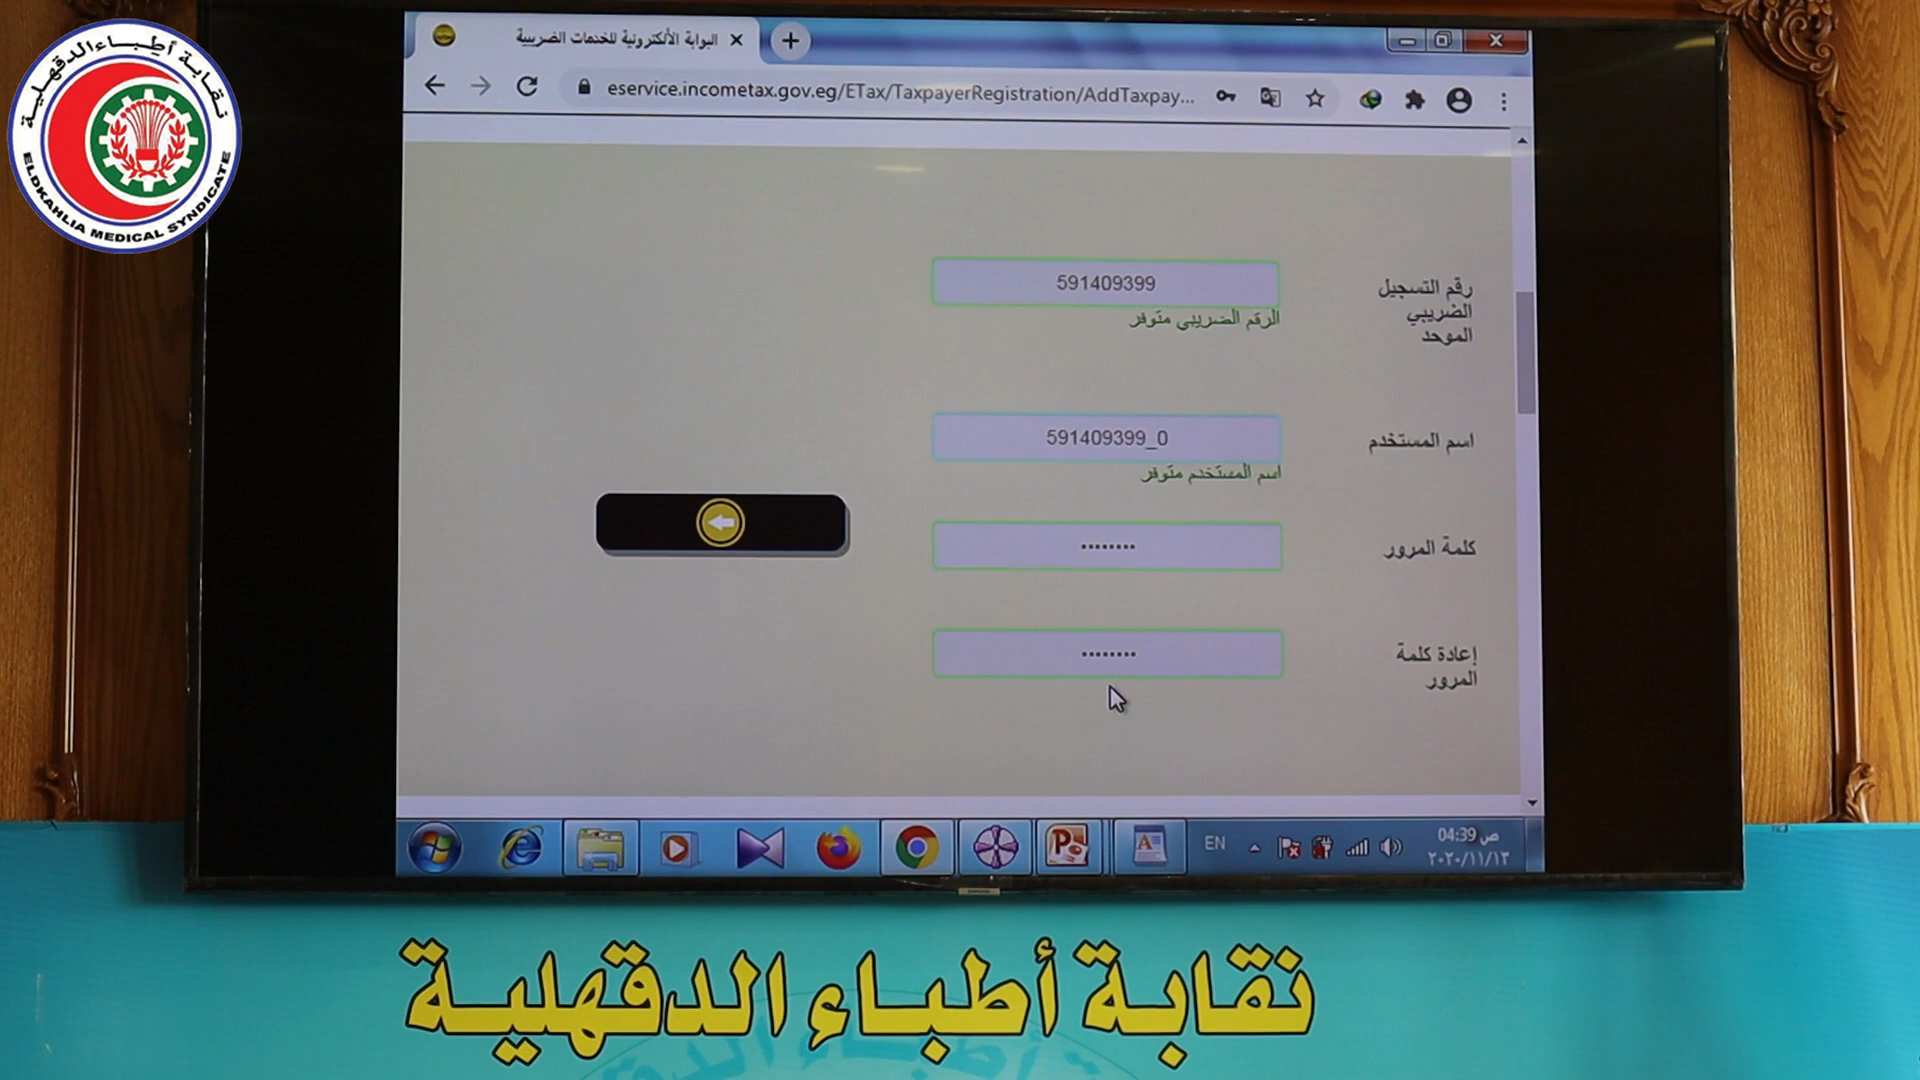 نقابة أطباء الدقهلية
ELDKAHLIA MEDICAL SYNDICATE
البوابة الألكترونية للخدمات الضريبية
eservice.incometax.gov.eg/ETax/TaxpayerRegistration/AddTaxpay...
رقم التسجيل
الضريبي
الموحد
591409399
الرقم الضريبي متوفر
اسم المستخدم
591409399_0
اسم المستخدم متوفر
كلمة المرور
••••••••
إعادة كلمة
المرور
••••••••
EN
04:39 ص
٢٠٢٠/١١/١٣
نقابة أطباء الدقهلية